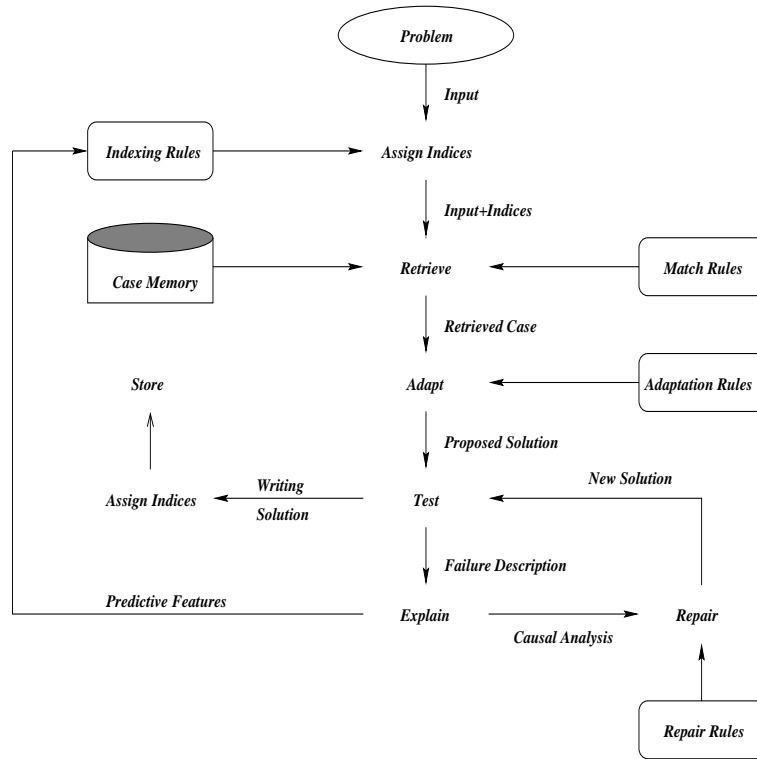 Problem
Input
Indexing Rules
Assign Indices
Input+Indices
Case Memory
Retrieve
Match Rules
Retrieved Case
Store
Adapt
Adaptation Rules
Proposed Solution
New Solution
Writing
Assign Indices
Test
Solution
Failure Description
Predictive Features
Explain
Repair
Causal Analysis
Repair Rules